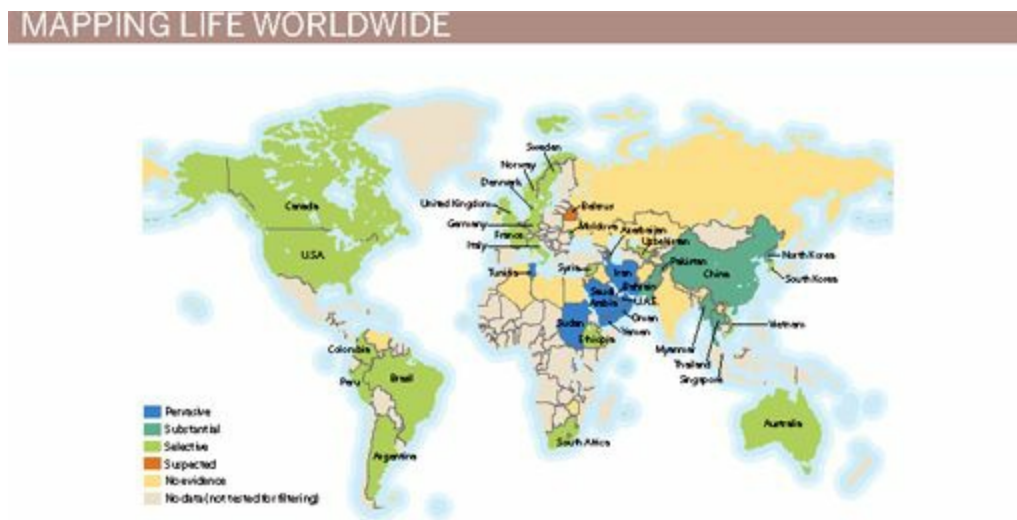 MAPPING LIFE WORLDWIDE
Sweden
Norway
Denmark
United Kingdom
Belarus
Germany
Moldova
Azerbaijan
France
Uzbekistan
Italy
Pakistan
North Korea
Canada
U.S.A.
Tunisia
Syria
Iran
China
South Korea
Bahrain
Saudi
Arabia
U.A.E.
Oman
Sudan
Yemen
Vietnam
Ethiopia
Myanmar
Colombia
Thailand
Peru
Brazil
Singapore
Pervasive
Substantial
Australia
Selective
South Africa
Suspected
Argentina
No evidence
No data (not tested for filtering)